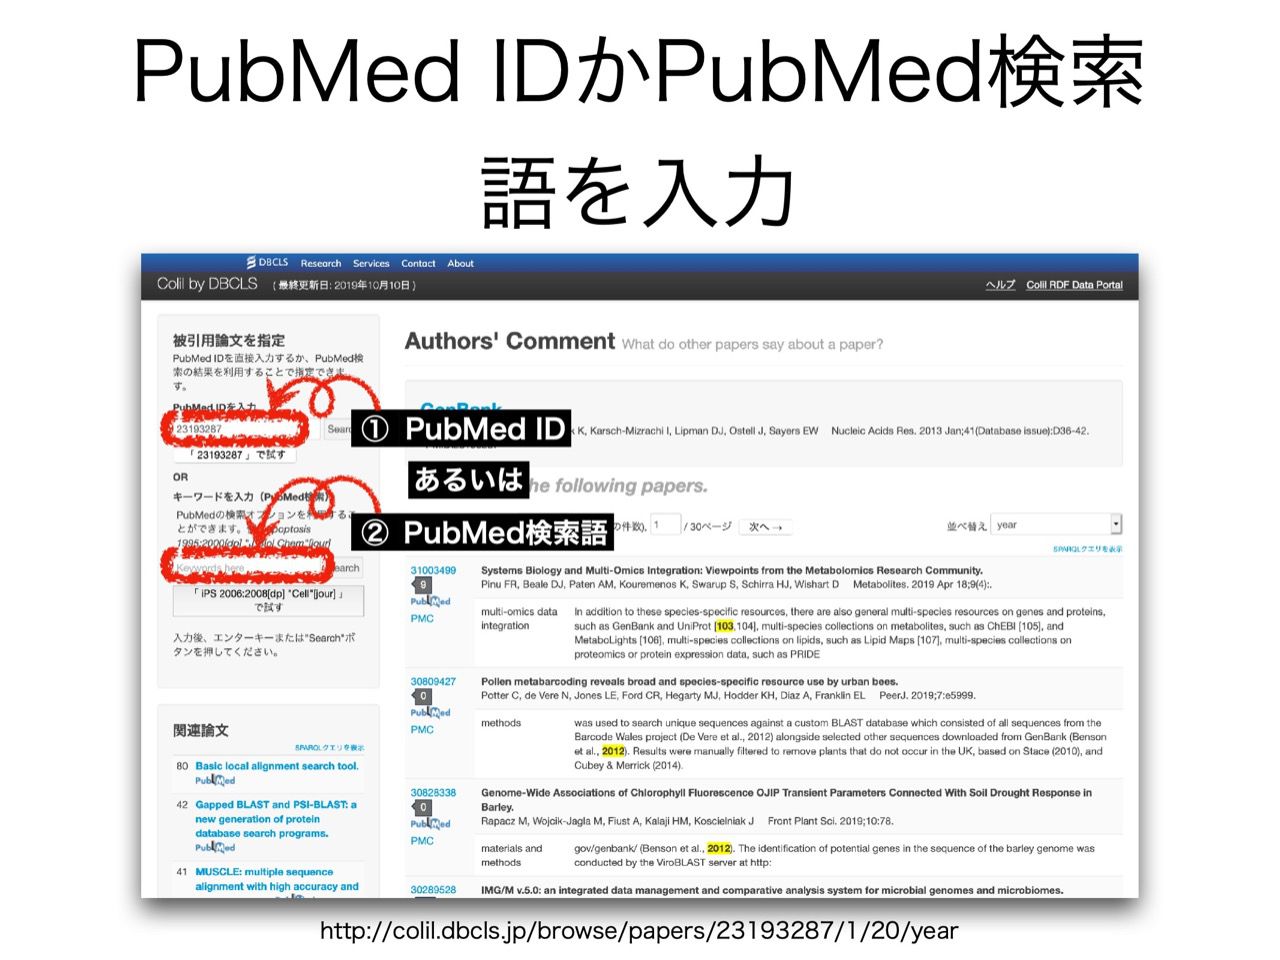 PubMed IDかPubMed検索
語を入力
DBCLS Research Services Contact About
Colil by DBCLS (最終更新日: 2019年10月10日)
ヘルプ Colil RDF Data Portal
被引用論文を指定
PubMed IDを直接入力するか、PubMed検
索の結果を利用することで指定できま
す。
PubMed IDを入力
23193287
「 23193287 」で試す
OR
キーワードを入力（PubMed検索）
PubMedの検索オプションを利用するこ
とができます。
1995:2000[dp] "J Biol Chem"[jour]
Keywords here
「 iPS 2006:2008[dp] "Cell"[jour] 」
で試す
入力後、エンターキーまたは"Search"ボ
タンを押してください。
① PubMed ID
あるいは
② PubMed検索語
関連論文
SPARQLクエリを表示
80 Basic local alignment search tool.
PubMed
42 Gapped BLAST and PSI-BLAST: a
new generation of protein
database search programs.
PubMed
41 MUSCLE: multiple sequence
alignment with high accuracy and
Authors' Comment What do other papers say about a paper?
GenBank
K, Karsch-Mizrachi I, Lipman DJ, Ostell J, Sayers EW Nucleic Acids Res. 2013 Jan;41(Database issue):D36-42.
he following papers.
の件数), 1 / 30ページ 次へ → 並べ替え year
SPARQLクエリを表示
31003499 Systems Biology and Multi-Omics Integration: Viewpoints from the Metabolomics Research Community.
9 Pinu FR, Beale DJ, Paten AM, Kouremenos K, Swarup S, Schirra HJ, Wishart D Metabolites. 2019 Apr 18;9(4):.
PubMed
PMC
multi-omics data
integration
In addition to these species-specific resources, there are also general multi-species resources on genes and proteins,
such as GenBank and UniProt [103,104], multi-species collections on metabolites, such as ChEBI [105], and
MetaboLights [106], multi-species collections on lipids, such as Lipid Maps [107], multi-species collections on
proteomics or protein expression data, such as PRIDE
30809427 Pollen metabarcoding reveals broad and species-specific resource use by urban bees.
0 Potter C, de Vere N, Jones LE, Ford CR, Hegarty MJ, Hodder KH, Diaz A, Franklin EL PeerJ. 2019;7:e5999.
PubMed
PMC
methods
was used to search unique sequences against a custom BLAST database which consisted of all sequences from the
Barcode Wales project (De Vere et al., 2012) alongside selected other sequences downloaded from GenBank (Benson
et al., 2012). Results were manually filtered to remove plants that do not occur in the UK, based on Stace (2010), and
Cubey & Merrick (2014).
30828338 Genome-Wide Associations of Chlorophyll Fluorescence OJIP Transient Parameters Connected With Soil Drought Response in
Barley.
0 Rapacz M, Wojcik-Jagla M, Fiust A, Kalaji HM, Koscielniak J Front Plant Sci. 2019;10:78.
PubMed
PMC
materials and
methods
gov/genbank/ (Benson et al., 2012). The identification of potential genes in the sequence of the barley genome was
conducted by the ViroBLAST server at http:
30289528 IMG/M v.5.0: an integrated data management and comparative analysis system for microbial genomes and microbiomes.
http://colil.dbcls.jp/browse/papers/23193287/1/20/year